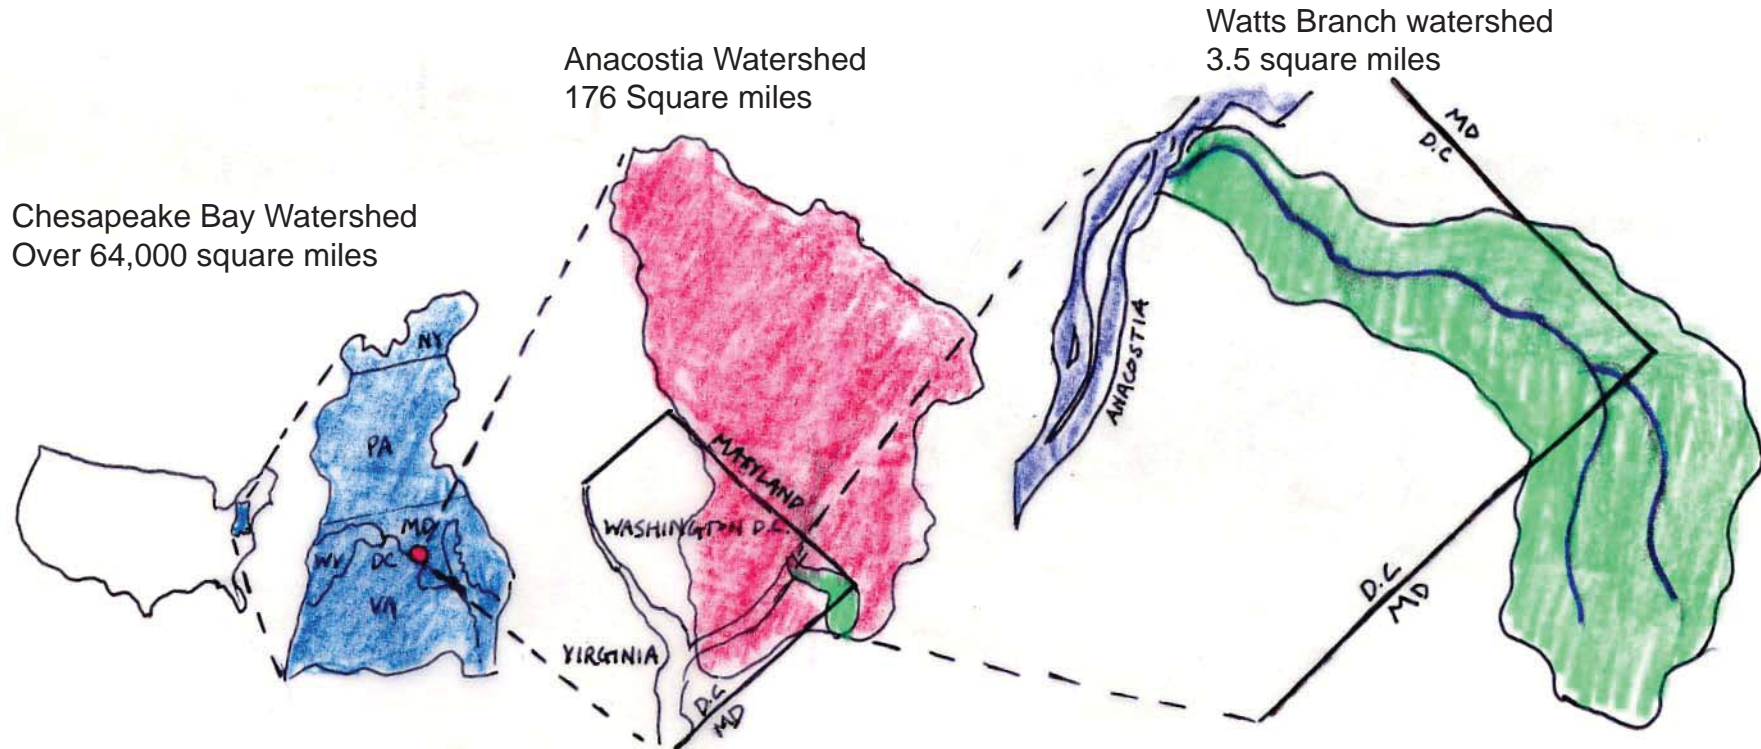 Watts Branch watershed
3.5 square miles
Anacostia Watershed
176 Square miles
Chesapeake Bay Watershed
Over 64,000 square miles
NY
PA
MD
WV
DC
VA
MARYLAND
WASHINGTON D.C.
VIRGINIA
D.C
MD
ANACOSTIA
MD
D.C
D.C
MD